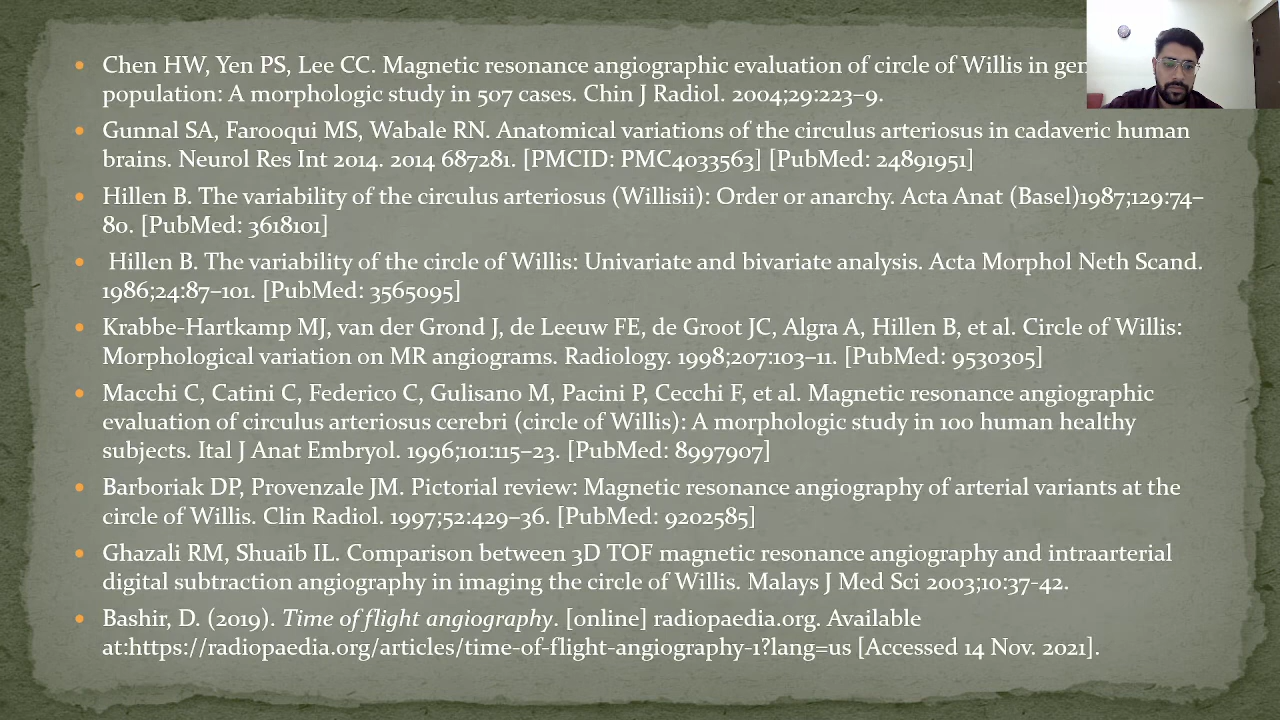 • Chen HW, Yen PS, Lee CC. Magnetic resonance angiographic evaluation of circle of Willis in
population: A morphologic study in 507 cases. Chin J Radiol. 2004;29:223–9.
• Gunnal SA, Farooqui MS, Wabale RN. Anatomical variations of the circulus arteriosus in cadaveric human
brains. Neurol Res Int 2014. 2014 687281. [PMCID: PMC4033563] [PubMed: 24891951]
• Hillen B. The variability of the circulus arteriosus (Willisii): Order or anarchy. Acta Anat (Basel)1987;129:74–
80. [PubMed: 3618101]
• Hillen B. The variability of the circle of Willis: Univariate and bivariate analysis. Acta Morphol Neth Scand.
1986;24:87–101. [PubMed: 3565095]
• Krabbe-Hartkamp MJ, van der Grond J, de Leeuw FE, de Groot JC, Algra A, Hillen B, et al. Circle of Willis:
Morphological variation on MR angiograms. Radiology. 1998;207:103–11. [PubMed: 9530305]
• Macchi C, Catini C, Federico C, Gulisano M, Pacini P, Cecchi F, et al. Magnetic resonance angiographic
evaluation of circulus arteriosus cerebri (circle of Willis): A morphologic study in 100 human healthy
subjects. Ital J Anat Embryol. 1996;101:115–23. [PubMed: 8997907]
• Barboriak DP, Provenzale JM. Pictorial review: Magnetic resonance angiography of arterial variants at the
circle of Willis. Clin Radiol. 1997;52:429–36. [PubMed: 9202585]
• Ghazali RM, Shuaib IL. Comparison between 3D TOF magnetic resonance angiography and intraarterial
digital subtraction angiography in imaging the circle of Willis. Malays J Med Sci 2003;10:37-42.
• Bashir, D. (2019). Time of flight angiography. [online] radiopaedia.org. Available
at:https://radiopaedia.org/articles/time-of-flight-angiography-1?lang=us [Accessed 14 Nov. 2021].